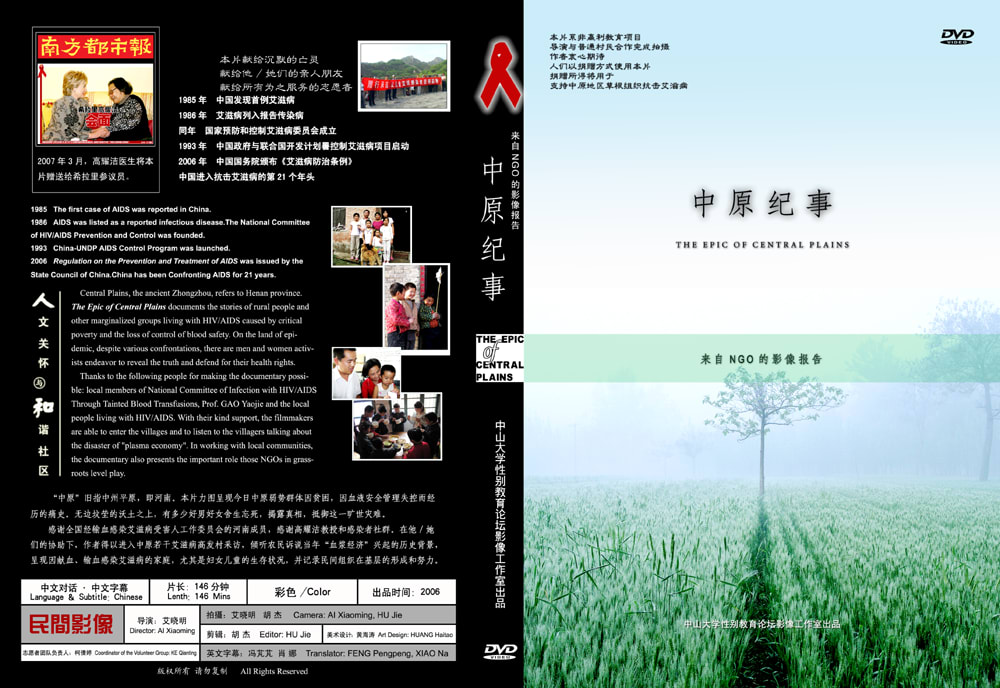 南方都市報
希拉里高耀洁
会面
2007 年 3 月，高耀洁医生将本
片赠送给希拉里参议员。
本片献给沉默的亡灵
献给他 / 她们的亲人朋友
献给所有为之服务的志愿者
1985 年 中国发现首例艾滋病
1986 年 艾滋病列入报告传染病
同年 国家预防和控制艾滋病委员会成立
1993 年 中国政府与联合国开发计划署控制艾滋病项目启动
2006 年 中国国务院颁布《艾滋病防治条例》
中国进入抗击艾滋病的第 21 个年头
1985 The first case of AIDS was reported in China.
1986 AIDS was listed as a reported infectious disease.The National Committee
of HIV/AIDS Prevention and Control was founded.
1993 China-UNDP AIDS Control Program was launched.
2006 Regulation on the Prevention and Treatment of AIDS was issued by the
State Council of China.China has been Confronting AIDS for 21 years.
人文关怀与和谐社区
Central Plains, the ancient Zhongzhou, refers to Henan province.
The Epic of Central Plains documents the stories of rural people and
other marginalized groups living with HIV/AIDS caused by critical
poverty and the loss of control of blood safety. On the land of epi-
demic, despite various confrontations, there are men and women activ-
ists endeavor to reveal the truth and defend for their health rights.
Thanks to the following people for making the documentary possi-
ble: local members of National Committee of Infection with HIV/AIDS
Through Tainted Blood Transfusions, Prof. GAO Yaojie and the local
people living with HIV/AIDS. With their kind support, the filmmakers
are able to enter the villages and to listen to the villagers talking about
the disaster of "plasma economy". In working with local communities,
the documentary also presents the important role those NGOs in grass-
roots level play.
“中原”旧指中州平原，即河南。本片力图呈现今日中原弱势群体因贫困，因血液安全管理失控而经
历的痛史。无边坟茔的沃土之上，有多少好男好女舍生忘死，揭露真相，抵御这一旷世灾难。
感谢全国经输血感染艾滋病受害人工作委员会的河南成员，感谢高耀洁教授和感染者社群。在他 / 她
们的协助下，作者得以进入中原若干艾滋病高发村采访，倾听农民诉说当年“血浆经济”兴起的历史背景，
呈现因献血、输血感染艾滋病的家庭，尤其是妇女儿童的生存状况，并记录民间组织在基层的形成和努力。
中文对话 · 中文字幕
Language & Subtitle: Chinese
片长： 146 分钟
Lenth: 146 Mins
彩色 /Color
出品时间： 2006
民間影像
导演：艾晓明
Director: AI Xiaoming
拍摄：艾晓明 胡 杰 Camera: AI Xiaoming, HU Jie
剪辑：胡 杰 Editor: HU Jie
美术设计：黄海涛 Art Design: HUANG Haitao
志愿者团队负责人：柯倩婷 Coordinator of the Volunteer Group: KE Qianting
英文字幕：冯芃芃 肖 娜 Translator: FENG Pengpeng, XIAO Na
版权所有 请勿复制 All Rights Reserved
来自 NGO 的影像报告
中原纪事
THE EPIC
of
CENTRAL
PLAINS
中山大学性别教育论坛影像工作室出品
DVD
VIDEO
本片系非赢利教育项目
导演与普通村民合作完成拍摄
作者衷心期待
人们以捐赠方式使用本片
捐赠所得将用于
支持中原地区草根组织抗击艾滋病
DVD
VIDEO
中原纪事
THE EPIC OF CENTRAL PLAINS
来自 NGO 的影像报告
中山大学性别教育论坛影像工作室出品